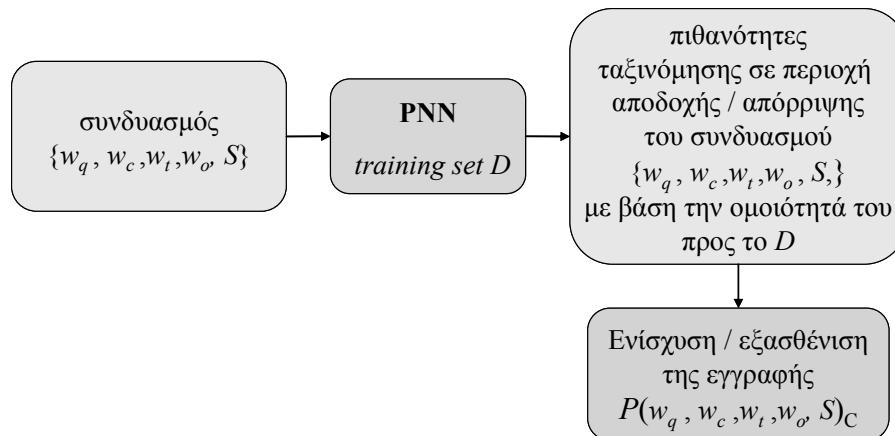 συνδυασμός
{w_q , w_c ,w_t ,w_o, S}
PNN
training set D
πιθανότητες
ταξινόμησης σε περιοχή
αποδοχής / απόρριψης
του συνδυασμού
{w_q , w_c ,w_t ,w_o , S,}
με βάση την ομοιότητά του
προς το D
Ενίσχυση / εξασθένιση
της εγγραφής
P(w_q , w_c ,w_t ,w_o, S)_C